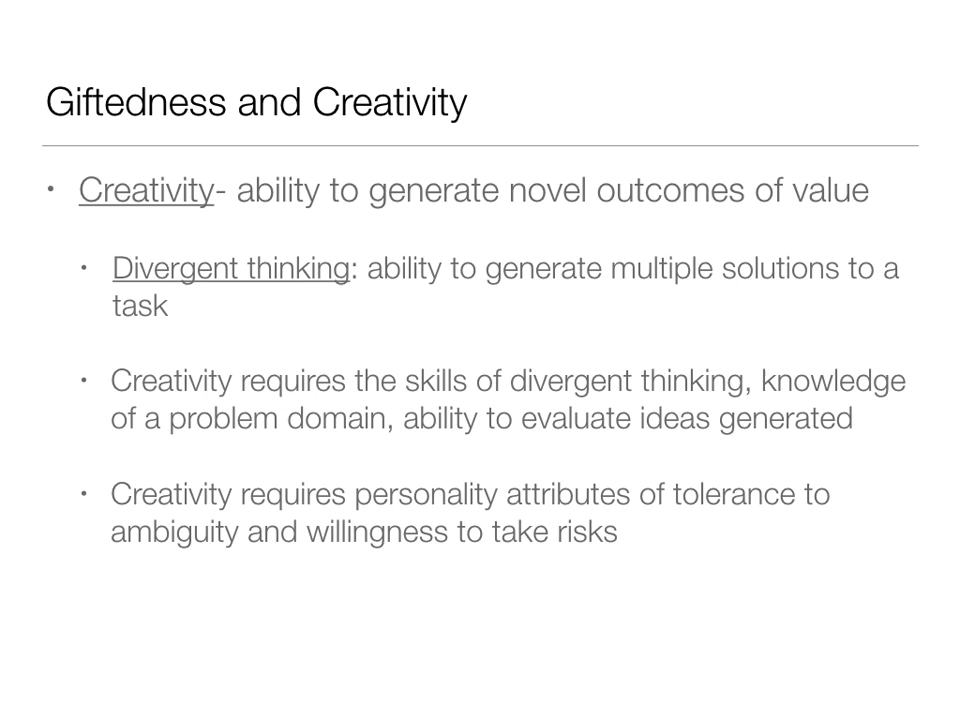 Giftedness and Creativity
• Creativity- ability to generate novel outcomes of value
• Divergent thinking: ability to generate multiple solutions to a
task
• Creativity requires the skills of divergent thinking, knowledge
of a problem domain, ability to evaluate ideas generated
• Creativity requires personality attributes of tolerance to
ambiguity and willingness to take risks